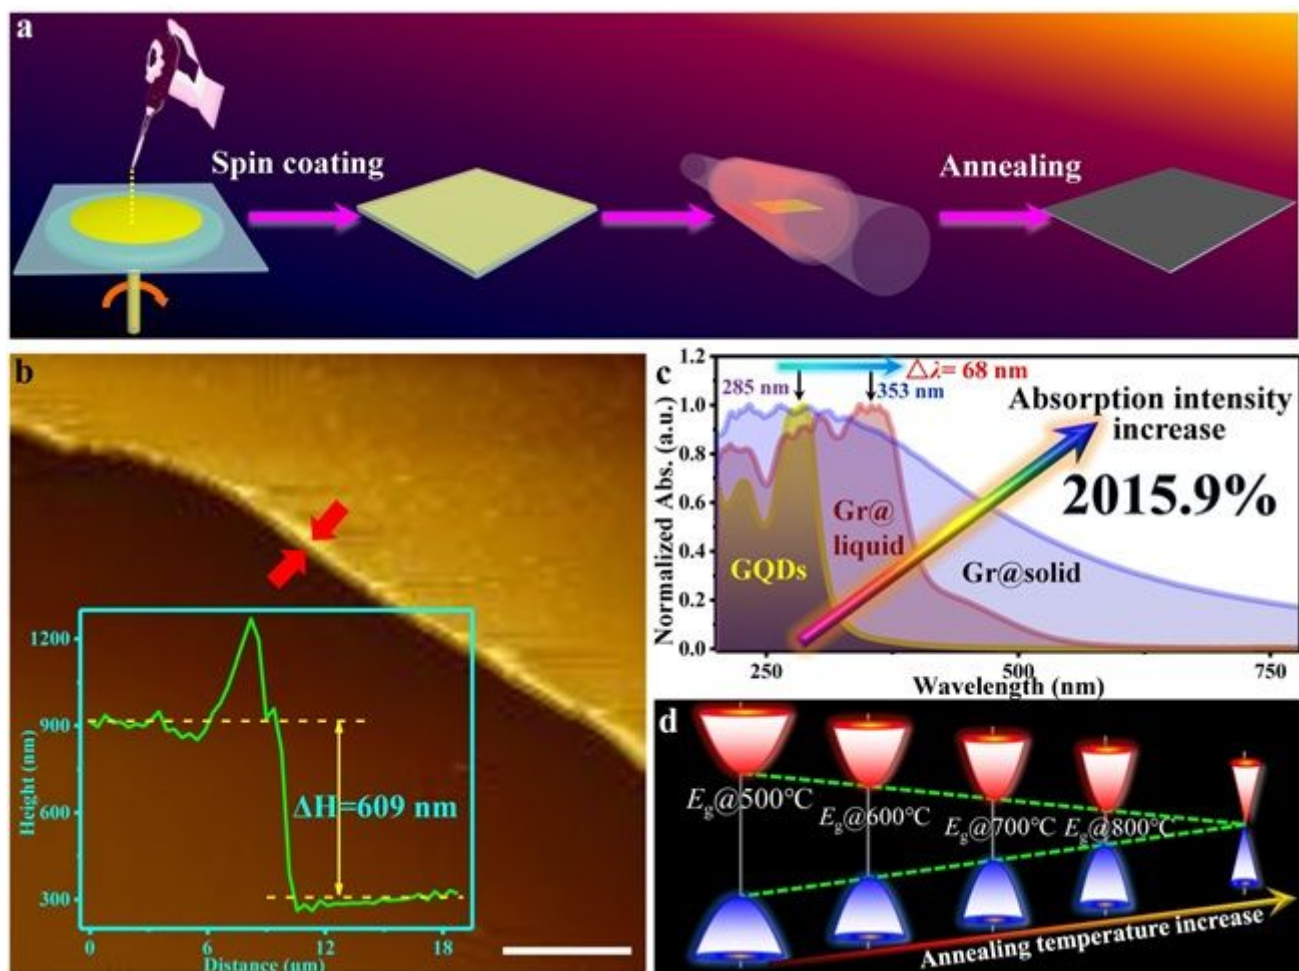 a
Spin coating
Annealing
b
1200
900
600
300
Height (nm)
ΔH=609 nm
0
6
12
18
Distance (μm)
c
1.2
1.0
0.8
0.6
0.4
0.2
0.0
Normalized Abs. (a.u.)
285 nm
353 nm
△λ= 68 nm
Absorption intensity
increase
2015.9%
GQDs
Gr@
liquid
Gr@solid
250
500
750
Wavelength (nm)
d
Eg@500°C
Eg@600°C
Eg@700°C
Eg@800°C
Annealing temperature increase